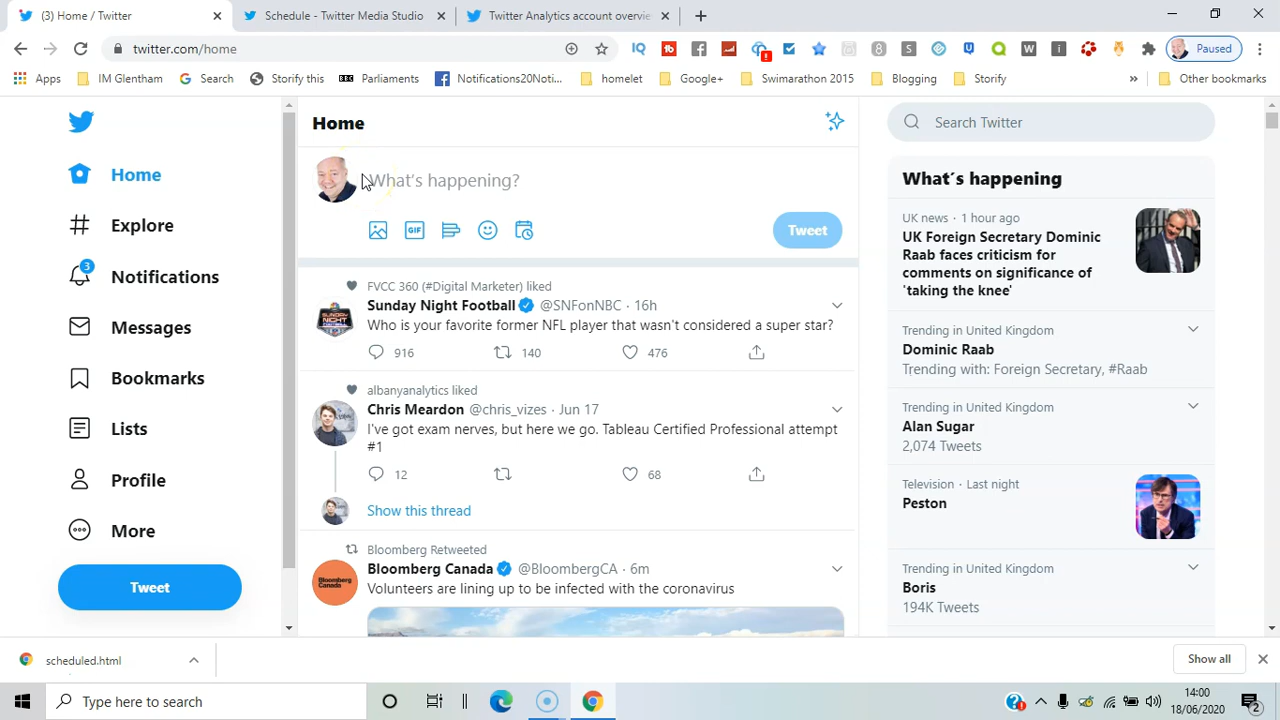 (3) Home / Twitter
Schedule - Twitter Media Studio
Twitter Analytics account overvie
twitter.com/home
Paused
Apps
IM Glentham
Search
Storify this
Parliaments
Notifications20Noti...
homelet
Google+
Swimarathon 2015
Blogging
Storify
Other bookmarks
Home
Explore
3
Notifications
Messages
Bookmarks
Lists
Profile
More
Tweet
Home
What's happening?
GIF
Tweet
FVCC 360 (#Digital Marketer) liked
Sunday Night Football @SNFonNBC · 16h
Who is your favorite former NFL player that wasn't considered a super star?
916 140 476
albanyanalytics liked
Chris Meardon @chris_vizes · Jun 17
I've got exam nerves, but here we go. Tableau Certified Professional attempt
#1
12 68
Show this thread
Bloomberg Retweeted
Bloomberg Canada @BloombergCA · 6m
Volunteers are lining up to be infected with the coronavirus
Search Twitter
What's happening
UK news · 1 hour ago
UK Foreign Secretary Dominic
Raab faces criticism for
comments on significance of
'taking the knee'
Trending in United Kingdom
Dominic Raab
Trending with: Foreign Secretary, #Raab
Trending in United Kingdom
Alan Sugar
2,074 Tweets
Television · Last night
Peston
Trending in United Kingdom
Boris
194K Tweets
scheduled.html
Show all
Type here to search
14:00
18/06/2020
2